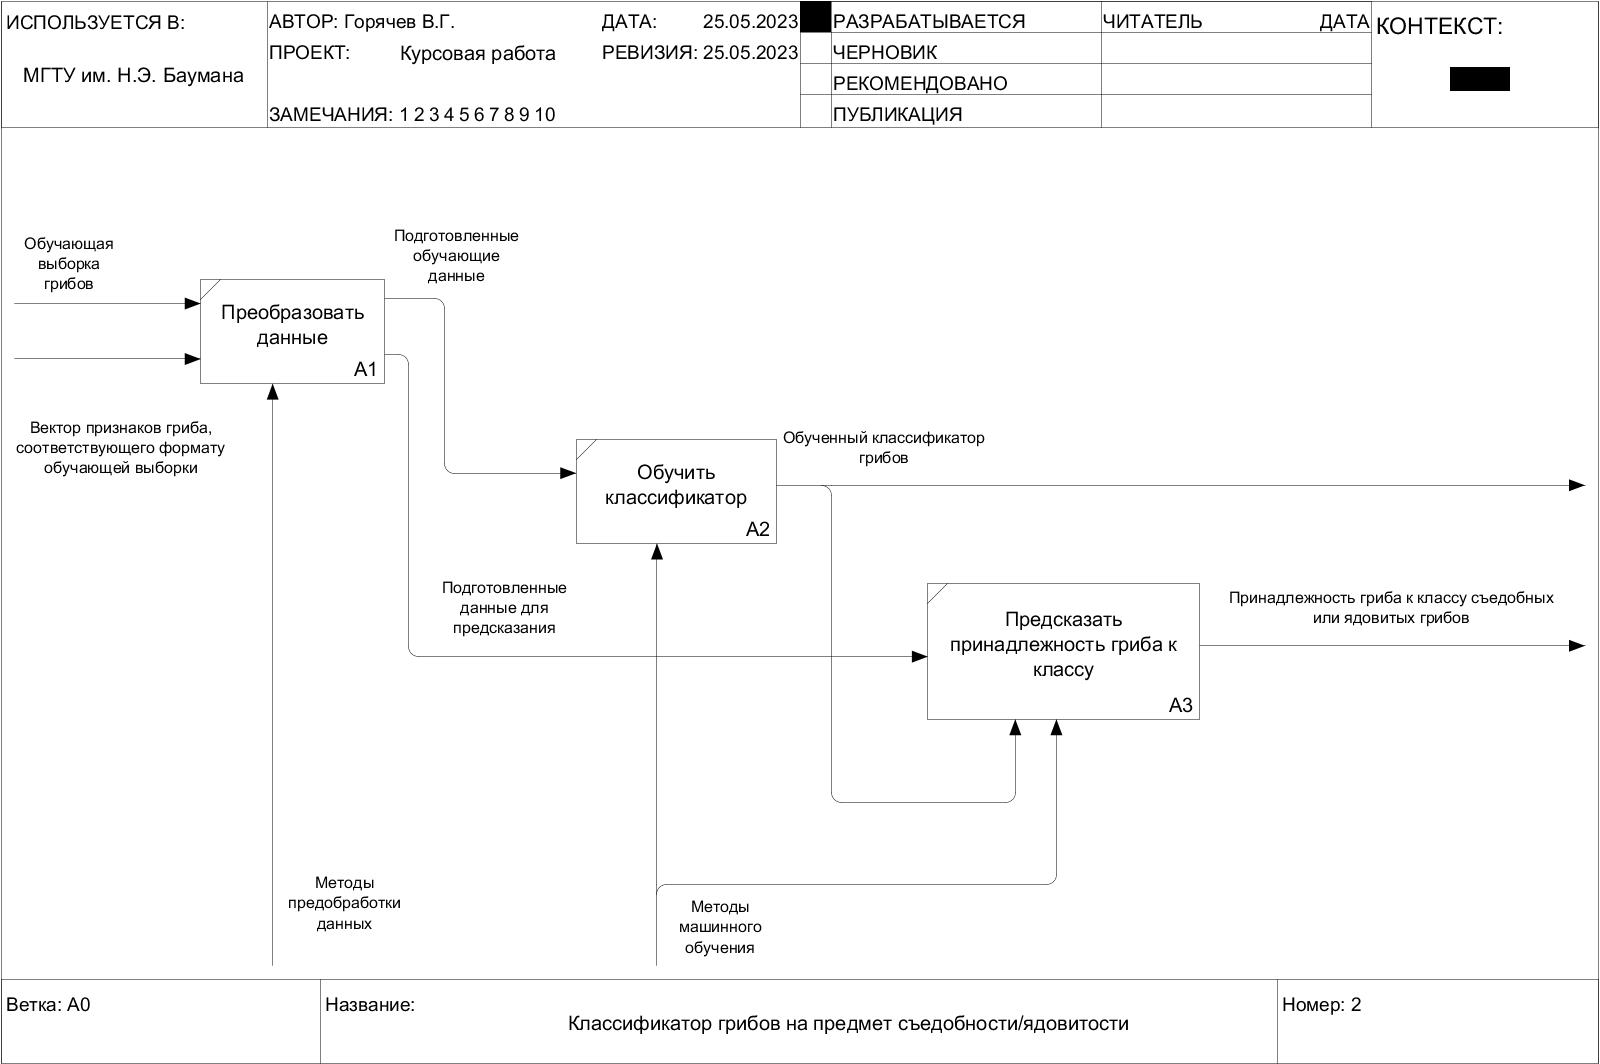 ИСПОЛЬЗУЕТСЯ В:
МГТУ им. Н.Э. Баумана
АВТОР: Горячев В.Г.
ДАТА: 25.05.2023
ПРОЕКТ: Курсовая работа
РЕВИЗИЯ: 25.05.2023
ЗАМЕЧАНИЯ: 1 2 3 4 5 6 7 8 9 10
РАЗРАБАТЫВАЕТСЯ
ЧЕРНОВИК
РЕКОМЕНДОВАНО
ПУБЛИКАЦИЯ
ЧИТАТЕЛЬ
ДАТА
КОНТЕКСТ:
Обучающая
выборка
грибов
Подготовленные
обучающие
данные
Преобразовать
данные
А1
Вектор признаков гриба,
соответствующего формату
обучающей выборки
Обученный классификатор
грибов
Обучить
классификатор
А2
Подготовленные
данные для
предсказания
Предсказать
принадлежность гриба к
классу
А3
Принадлежность гриба к классу съедобных
или ядовитых грибов
Методы
предобработки
данных
Методы
машинного
обучения
Ветка: А0
Название:
Классификатор грибов на предмет съедобности/ядовитости
Номер: 2